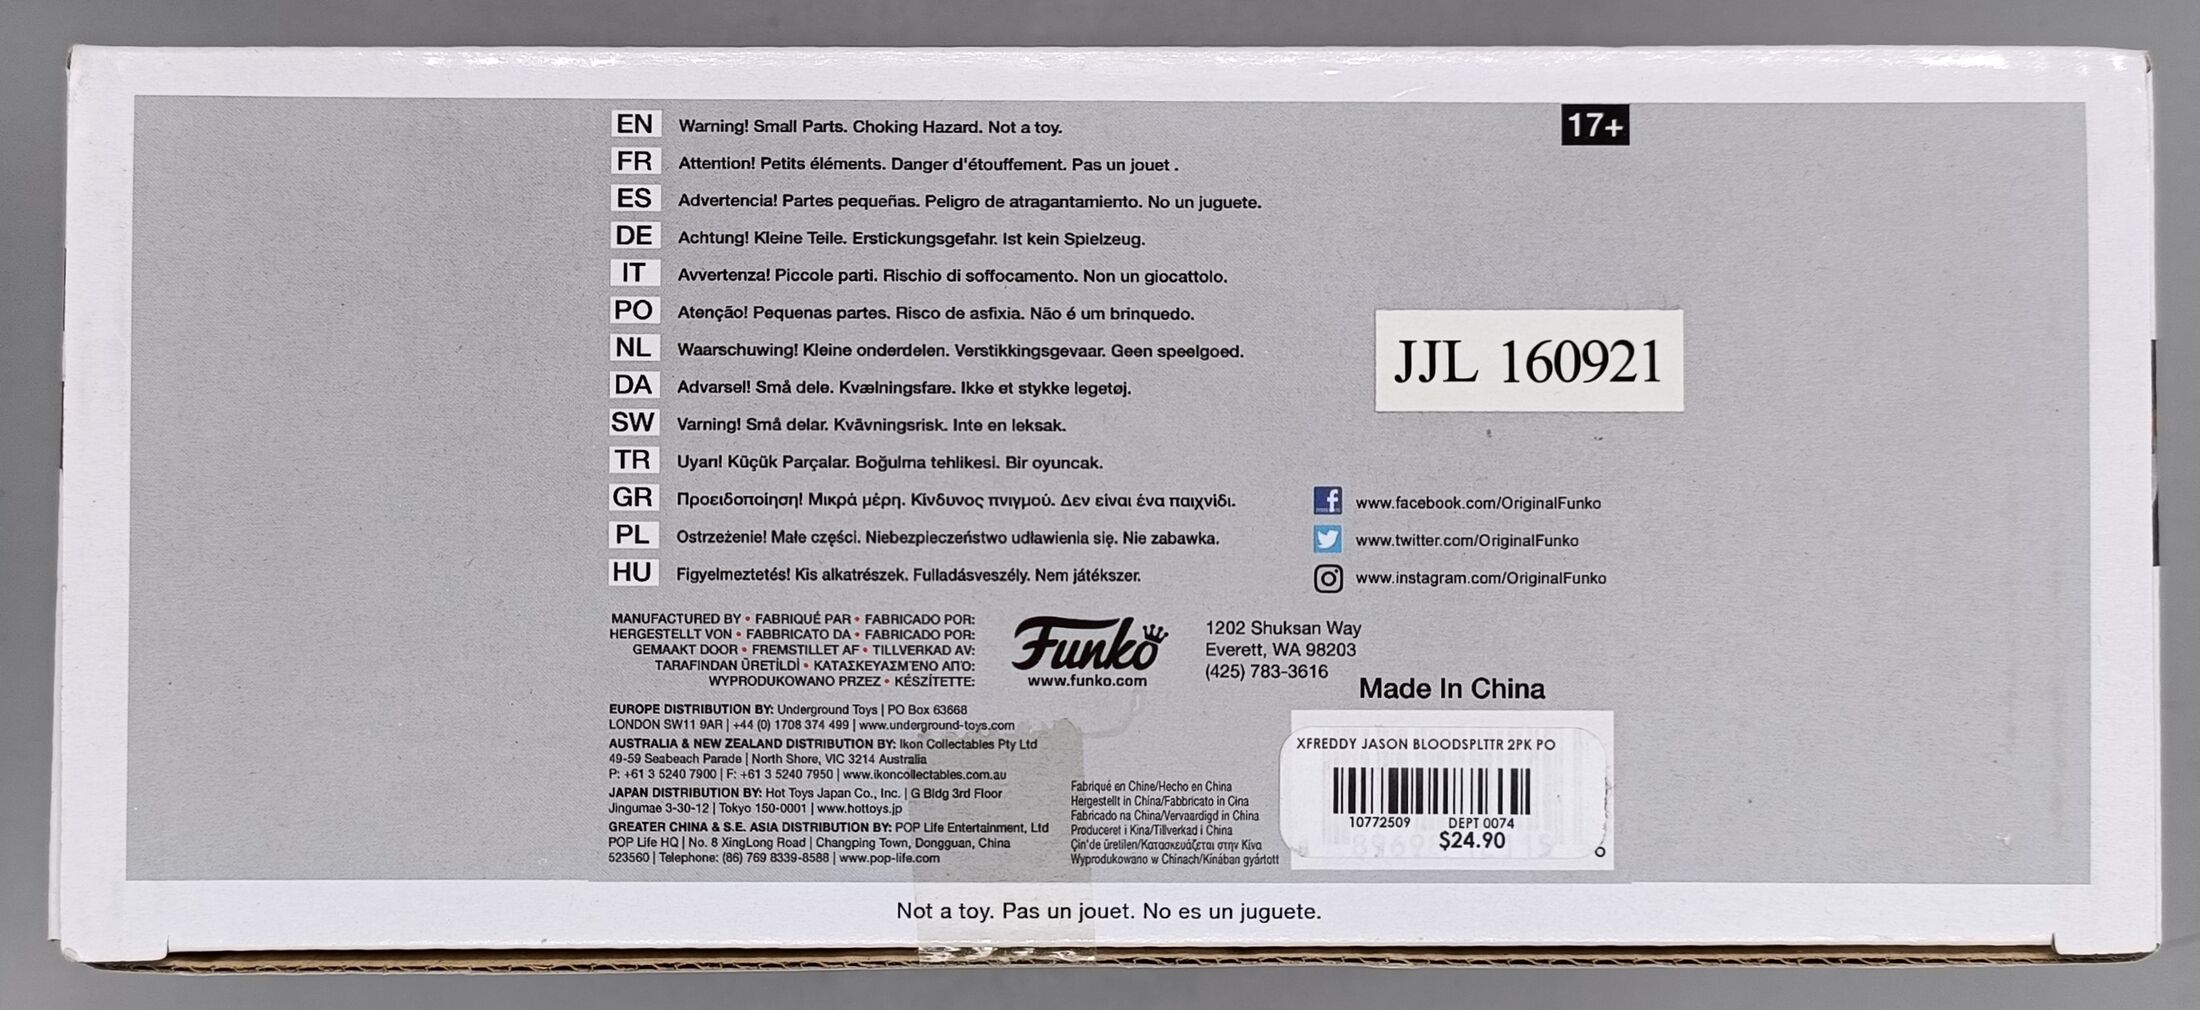 EN Warning! Small Parts. Choking Hazard. Not a toy.
17+
FR Attention! Petits éléments. Danger d'étouffement. Pas un jouet .
ES Advertencia! Partes pequeñas. Peligro de atragantamiento. No un juguete.
DE Achtung! Kleine Teile. Erstickungsgefahr. Ist kein Spielzeug.
IT Avvertenza! Piccole parti. Rischio di soffocamento. Non un giocattolo.
PO Atenção! Pequenas partes. Risco de asfixia. Não é um brinquedo.
NL Waarschuwing! Kleine onderdelen. Verstikkingsgevaar. Geen speelgoed.
DA Advarsel! Små dele. Kvælningsfare. Ikke et stykke legetøj.
SW Varning! Små delar. Kvävningsrisk. Inte en leksak.
TR Uyarı! Küçük Parçalar. Boğulma tehlikesi. Bir oyuncak.
GR Προειδοποίηση! Μικρά μέρη. Κίνδυνος πνιγμού. Δεν είναι ένα παιχνίδι.
PL Ostrzeżenie! Małe części. Niebezpieczeństwo udławienia się. Nie zabawka.
HU Figyelmeztetés! Kis alkatrészek. Fulladásveszély. Nem játékszer.
JJL 160921
www.facebook.com/OriginalFunko
www.twitter.com/OriginalFunko
www.instagram.com/OriginalFunko
MANUFACTURED BY • FABRIQUÉ PAR • FABRICADO POR:
HERGESTELLT VON • FABBRICATO DA • FABRICADO POR:
GEMAAKT DOOR • FREMSTILLET AF • TILLVERKAD AV:
TARAFINDAN ÜRETİLDİ • ΚΑΤΑΣΚΕΥΑΣΜΈΝΟ ΑΠΌ:
WYPRODUKOWANO PRZEZ • KÉSZÍTETTE:
Funko
www.funko.com
1202 Shuksan Way
Everett, WA 98203
(425) 783-3616
Made In China
EUROPE DISTRIBUTION BY: Underground Toys | PO Box 63668
LONDON SW11 9AR | +44 (0) 1708 374 499 | www.underground-toys.com
AUSTRALIA & NEW ZEALAND DISTRIBUTION BY: Ikon Collectables Pty Ltd
49-59 Seabeach Parade | North Shore, VIC 3214 Australia
P: +61 3 5240 7900 | F: +61 3 5240 7950 | www.ikoncollectables.com.au
JAPAN DISTRIBUTION BY: Hot Toys Japan Co., Inc. | G Bldg 3rd Floor
Jingumae 3-30-12 | Tokyo 150-0001 | www.hottoys.jp
GREATER CHINA & S.E. ASIA DISTRIBUTION BY: POP Life Entertainment, Ltd
POP Life HQ | No. 8 XingLong Road | Changping Town, Dongguan, China
523560 | Telephone: (86) 769 8339-8588 | www.pop-life.com
Fabriqué en Chine/Hecho en China
Hergestellt in China/Fabbricato in Cina
Fabricado na China/Vervaardigd in China
Produceret i Kina/Tillverkad i China
Çin'de üretilen/Κατασκευάζεται στην Κίνα
Wyprodukowano w Chinach/Kínában gyártott
XFREDDY JASON BLOODSPLTTR 2PK PO
10772509 DEPT 0074
$24.90
Not a toy. Pas un jouet. No es un juguete.